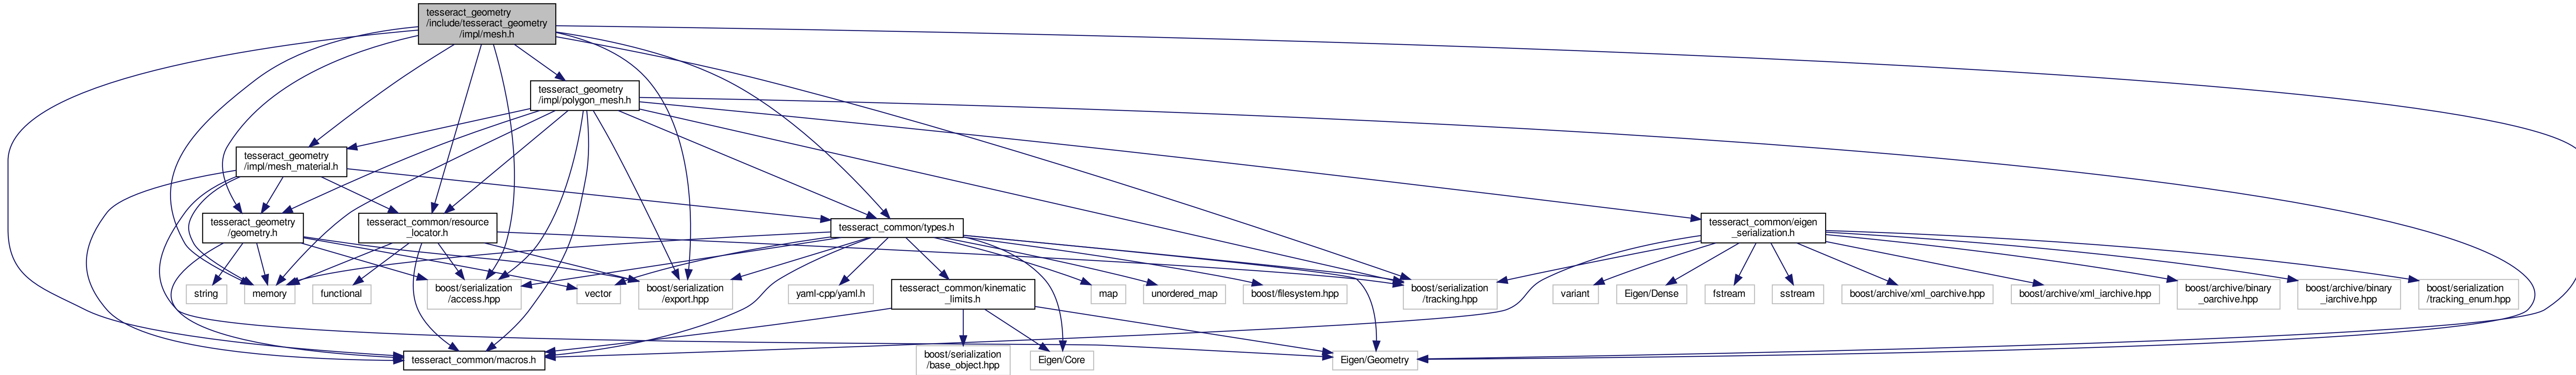 tesseract_geometry
/include/tesseract_geometry
/impl/mesh.h
tesseract_geometry
/impl/polygon_mesh.h
tesseract_geometry
/impl/mesh_material.h
tesseract_geometry
/geometry.h
tesseract_common/resource
_locator.h
tesseract_common/types.h
tesseract_common/eigen
_serialization.h
string
memory
functional
boost/serialization
/access.hpp
vector
boost/serialization
/export.hpp
yaml-cpp/yaml.h
tesseract_common/kinematic
_limits.h
map
unordered_map
boost/filesystem.hpp
boost/serialization
/tracking.hpp
variant
Eigen/Dense
fstream
sstream
boost/archive/xml_oarchive.hpp
boost/archive/xml_iarchive.hpp
boost/archive/binary
_oarchive.hpp
boost/archive/binary
_iarchive.hpp
boost/serialization
/tracking_enum.hpp
tesseract_common/macros.h
boost/serialization
/base_object.hpp
Eigen/Core
Eigen/Geometry